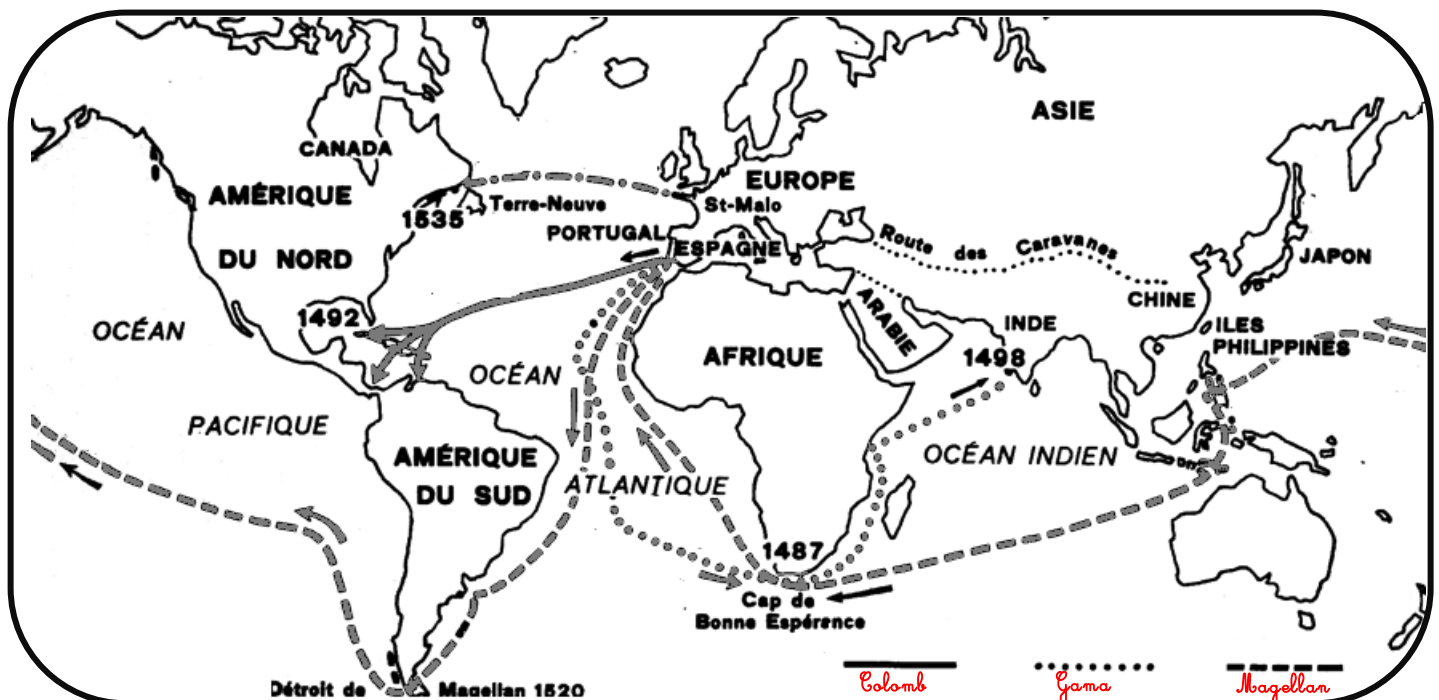 ASIE
CANADA
AMÉRIQUE
DU NORD
EUROPE
1535
Terre-Neuve
St-Malo
PORTUGAL
ESPAGNE
Route des Caravanes
JAPON
CHINE
ARABIE
INDE
1492
OCÉAN
PACIFIQUE
ILES
PHILIPPINES
AFRIQUE
1498
OCÉAN
ATLANTIQUE
AMÉRIQUE
DU SUD
OCÉAN INDIEN
1487
Cap de
Bonne Espérance
Détroit de Magellan 1520
Colomb
Gama
Magellan